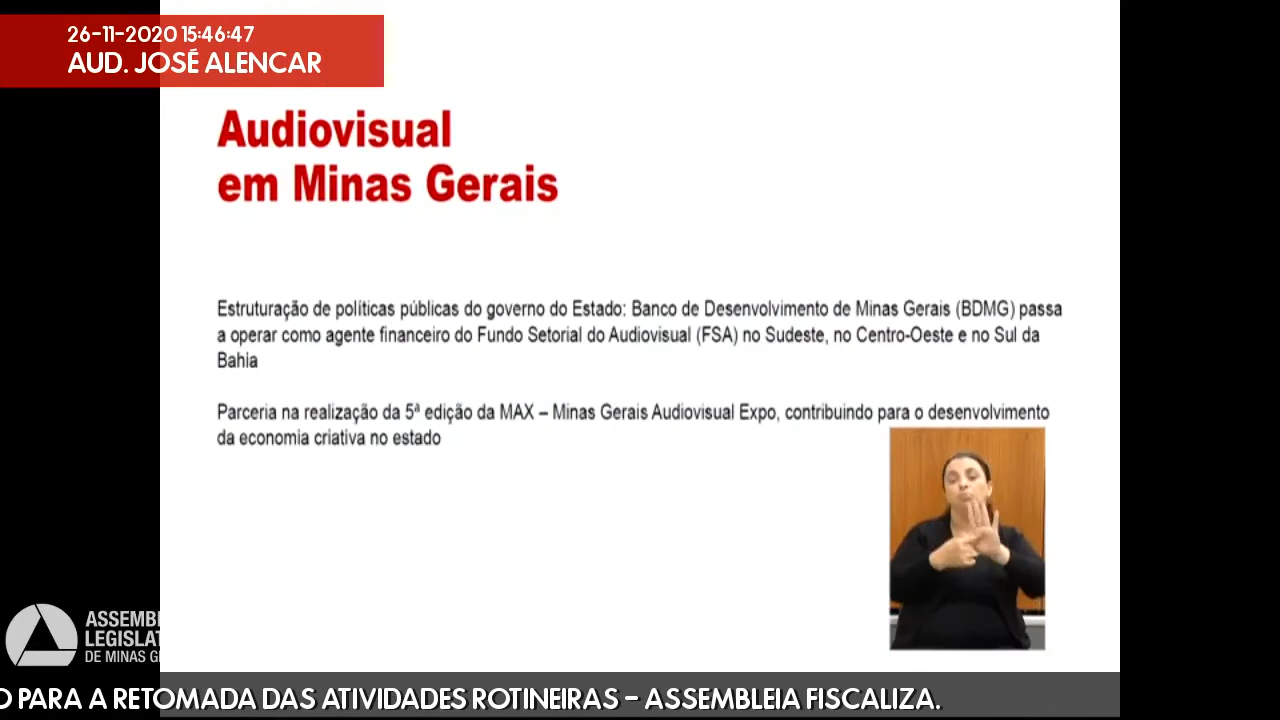 26-11-2020 15:46:47
AUD. JOSÉ ALENCAR
Audiovisual
em Minas Gerais
Estruturação de políticas públicas do governo do Estado: Banco de Desenvolvimento de Minas Gerais (BDMG) passa
a operar como agente financeiro do Fundo Setorial do Audiovisual (FSA) no Sudeste, no Centro-Oeste e no Sul da
Bahia
Parceria na realização da 5ª edição da MAX – Minas Gerais Audiovisual Expo, contribuindo para o desenvolvimento
da economia criativa no estado
ASSEMBL
LEGISLAT
DE MINAS G
O PARA A RETOMADA DAS ATIVIDADES ROTINEIRAS – ASSEMBLEIA FISCALIZA.